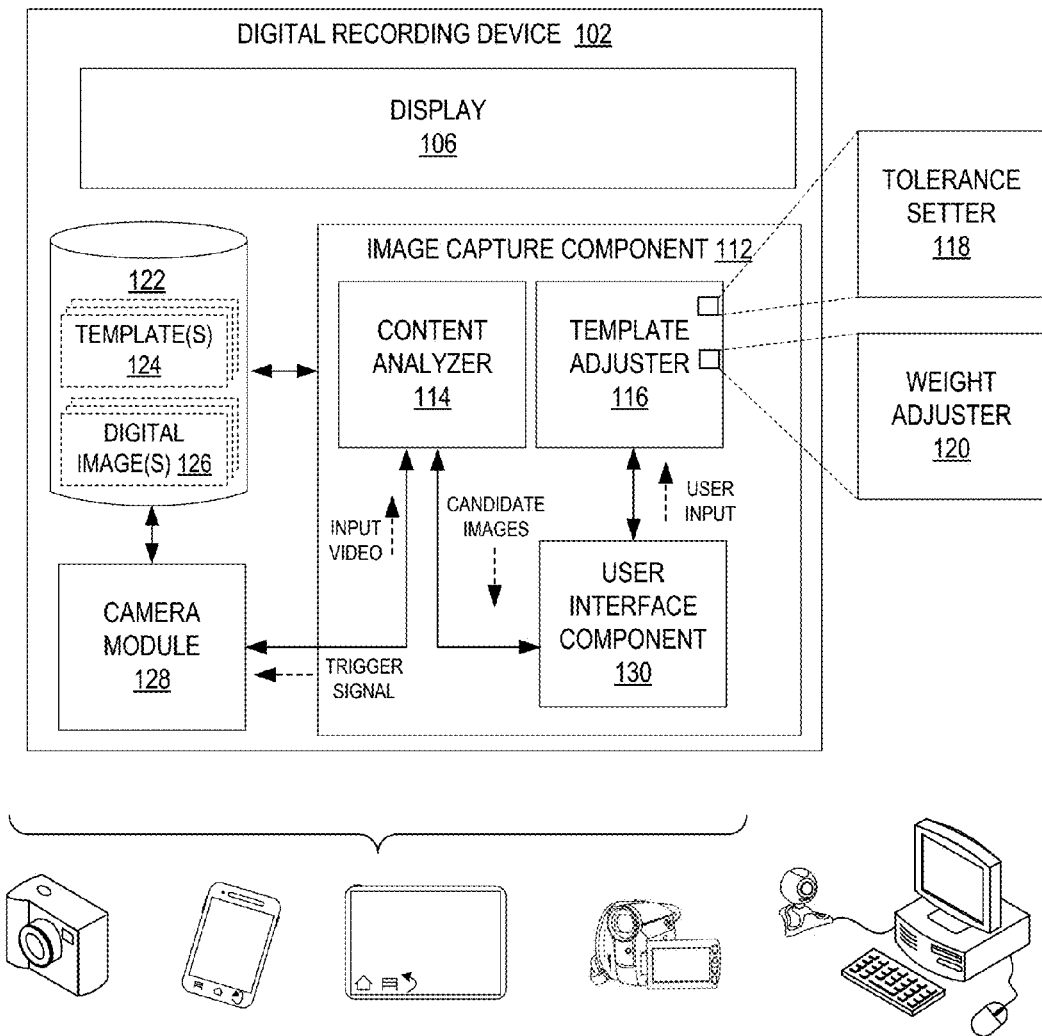 DIGITAL RECORDING DEVICE 102
DISPLAY
106
TOLERANCE
SETTER
118
IMAGE CAPTURE COMPONENT 112
122
TEMPLATE(S)
124
DIGITAL
IMAGE(S) 126
CONTENT
ANALYZER
114
TEMPLATE
ADJUSTER
116
WEIGHT
ADJUSTER
120
INPUT
VIDEO
CANDIDATE
IMAGES
USER
INPUT
CAMERA
MODULE
128
TRIGGER
SIGNAL
USER
INTERFACE
COMPONENT
130